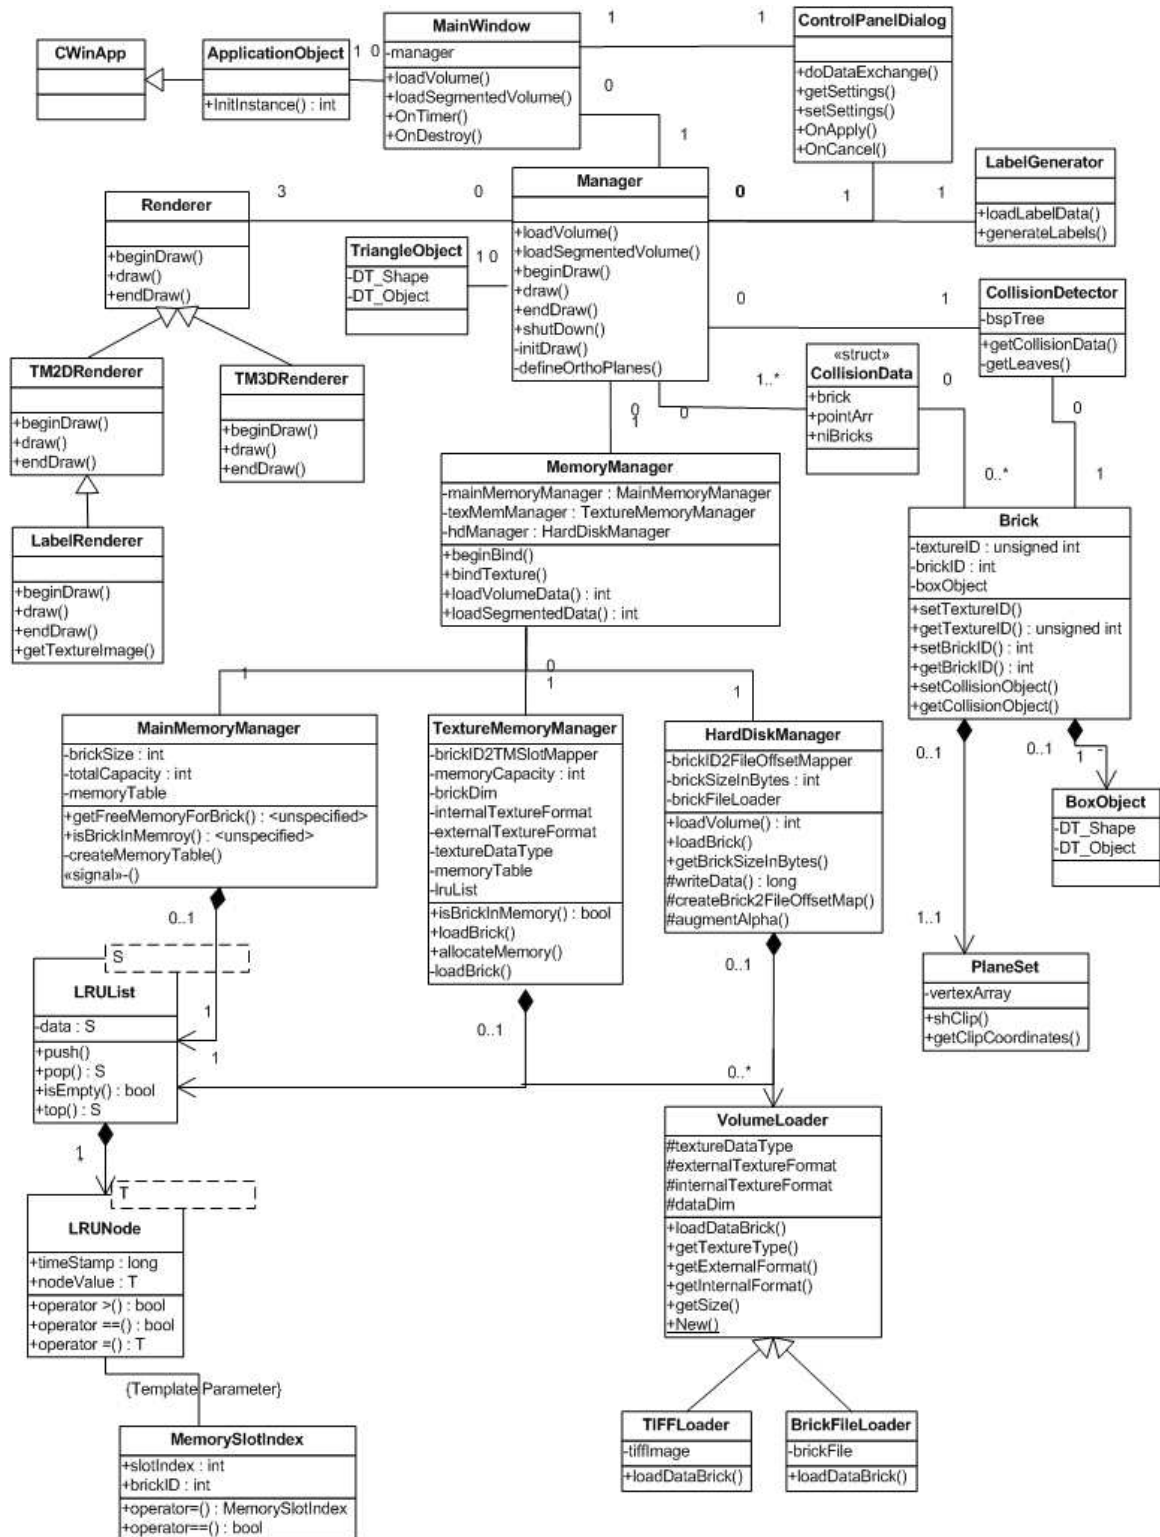 MainWindow
-manager
+loadVolume()
+loadSegmentedVolume()
+OnTimer()
+OnDestroy()
1
1
0
1
ControlPanelDialog
+doDataExchange()
+getSettings()
+setSettings()
+OnApply()
+OnCancel()
CWinApp
ApplicationObject
+InitInstance() : int
1 0
LabelGenerator
+loadLabelData()
+generateLabels()
Manager
+loadVolume()
+loadSegmentedVolume()
+beginDraw()
+draw()
+endDraw()
+shutDown()
-initDraw()
-defineOrthoPlanes()
3
0
0
1
1
Renderer
+beginDraw()
+draw()
+endDraw()
TriangleObject
-DT_Shape
-DT_Object
1 0
0
1
CollisionDetector
-bspTree
+getCollisionData()
-getLeaves()
«struct»
CollisionData
+brick
+pointArr
+niBricks
1..*
0
0
0
0..*
1
TM2DRenderer
+beginDraw()
+draw()
+endDraw()
TM3DRenderer
+beginDraw()
+draw()
+endDraw()
0
1
MemoryManager
-mainMemoryManager : MainMemoryManager
-texMemManager : TextureMemoryManager
-hdManager : HardDiskManager
+beginBind()
+bindTexture()
+loadVolumeData() : int
+loadSegmentedData() : int
LabelRenderer
+beginDraw()
+draw()
+endDraw()
+getTextureImage()
Brick
-textureID : unsigned int
-brickID : int
-boxObject
+setTextureID()
+getTextureID() : unsigned int
+setBrickID() : int
+getBrickID() : int
+setCollisionObject()
+getCollisionObject()
1
0
1
1
MainMemoryManager
-brickSize : int
-totalCapacity : int
-memoryTable
+getFreeMemoryForBrick() : <unspecified>
+isBrickInMemroy() : <unspecified>
-createMemoryTable()
«signal»-()
TextureMemoryManager
-brickID2TMSlotMapper
-memoryCapacity : int
-brickDim
-internalTextureFormat
-externalTextureFormat
-textureDataType
-memoryTable
-lruList
+isBrickInMemory() : bool
+loadBrick()
+allocateMemory()
-loadBrick()
HardDiskManager
-brickID2FileOffsetMapper
-brickSizeInBytes : int
-brickFileLoader
+loadVolume() : int
+loadBrick()
+getBrickSizeInBytes()
#writeData() : long
#createBrick2FileOffsetMap()
#augmentAlpha()
0..1
0..1
1
-
BoxObject
-DT_Shape
-DT_Object
1..1
PlaneSet
-vertexArray
+shClip()
+getClipCoordinates()
0..1
S
LRUList
-data : S
+push()
+pop() : S
+isEmpty() : bool
+top() : S
1
1
0..1
0..1
0..*
1
T
LRUNode
+timeStamp : long
+nodeValue : T
+operator >() : bool
+operator ==() : bool
+operator =() : T
VolumeLoader
#textureDataType
#externalTextureFormat
#internalTextureFormat
#dataDim
+loadDataBrick()
+getTextureType()
+getExternalFormat()
+getInternalFormat()
+getSize()
+New()
{Template Parameter}
MemorySlotIndex
+slotIndex : int
+brickID : int
+operator=() : MemorySlotIndex
+operator==() : bool
TIFFLoader
-tiffImage
+loadDataBrick()
BrickFileLoader
-brickFile
+loadDataBrick()